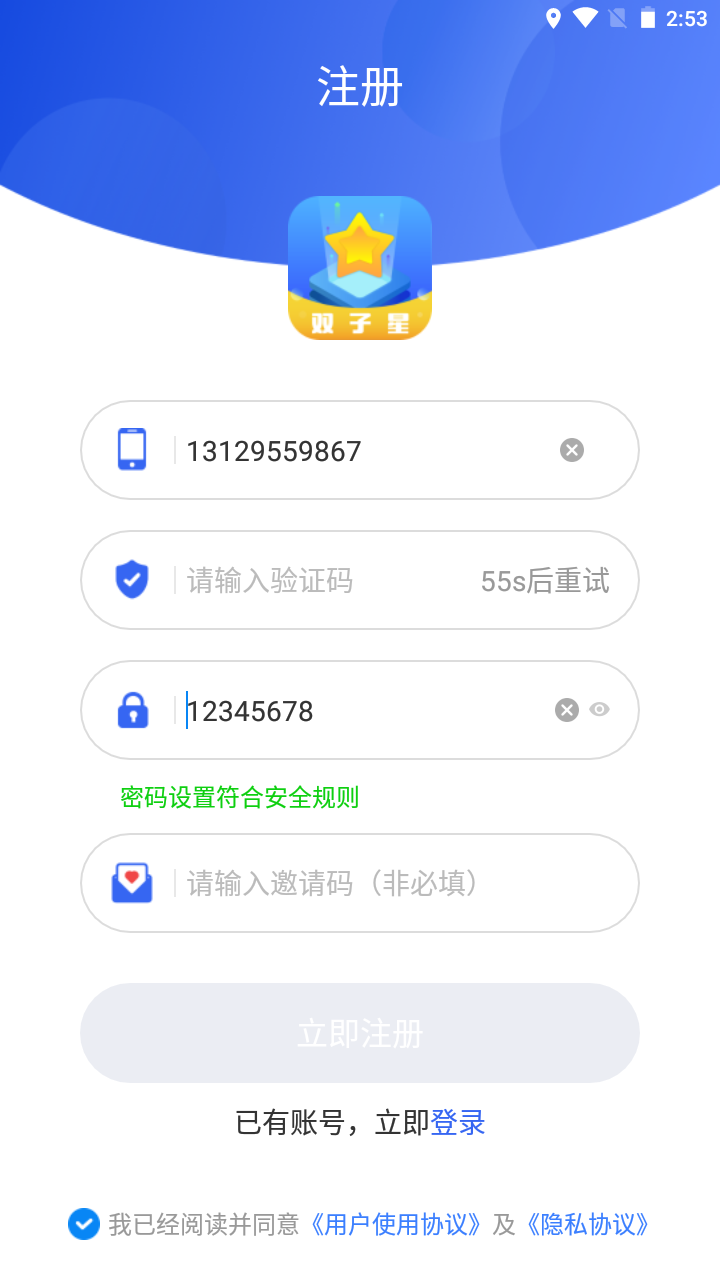 2:53
注册
双子星
13129559867
请输入验证码 55s后重试
12345678
密码设置符合安全规则
请输入邀请码（非必填）
立即注册
已有账号，立即登录
我已经阅读并同意《用户使用协议》及《隐私协议》